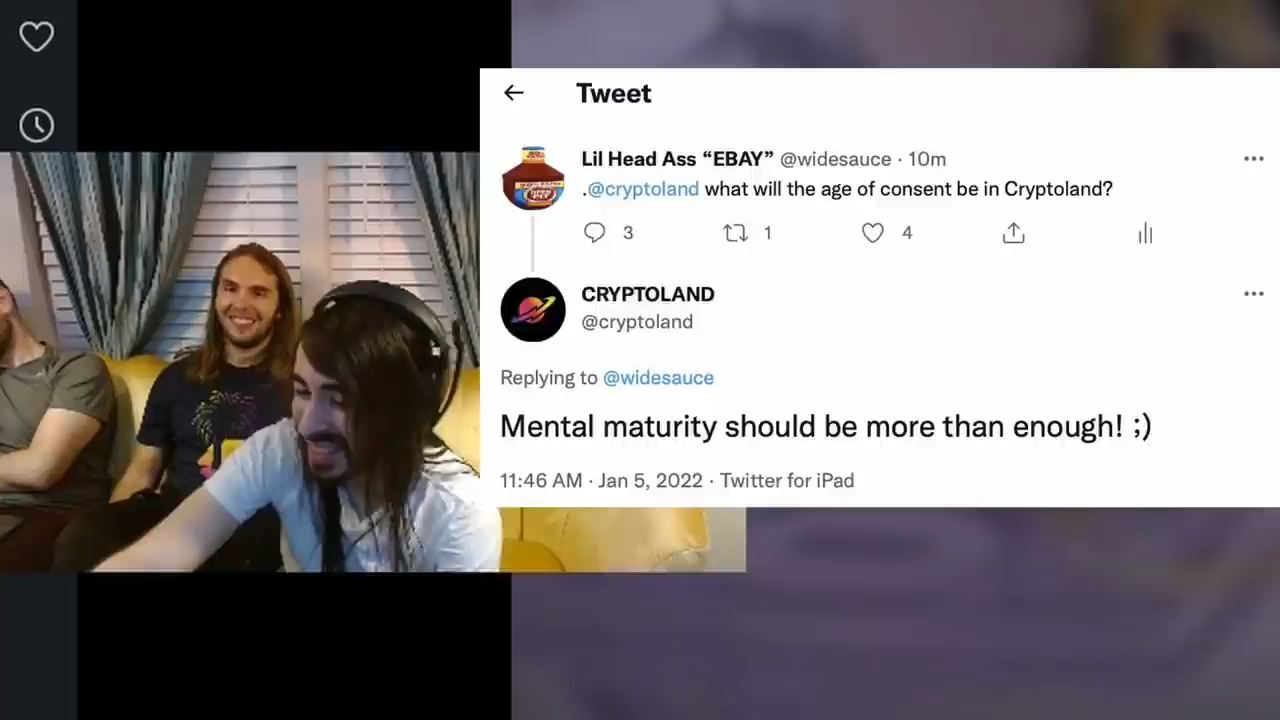 Tweet
Lil Head Ass “EBAY” @widesauce · 10m
.@cryptoland what will the age of consent be in Cryptoland?
3 1 4
CRYPTOLAND
@cryptoland
Replying to @widesauce
Mental maturity should be more than enough! ;)
11:46 AM · Jan 5, 2022 · Twitter for iPad